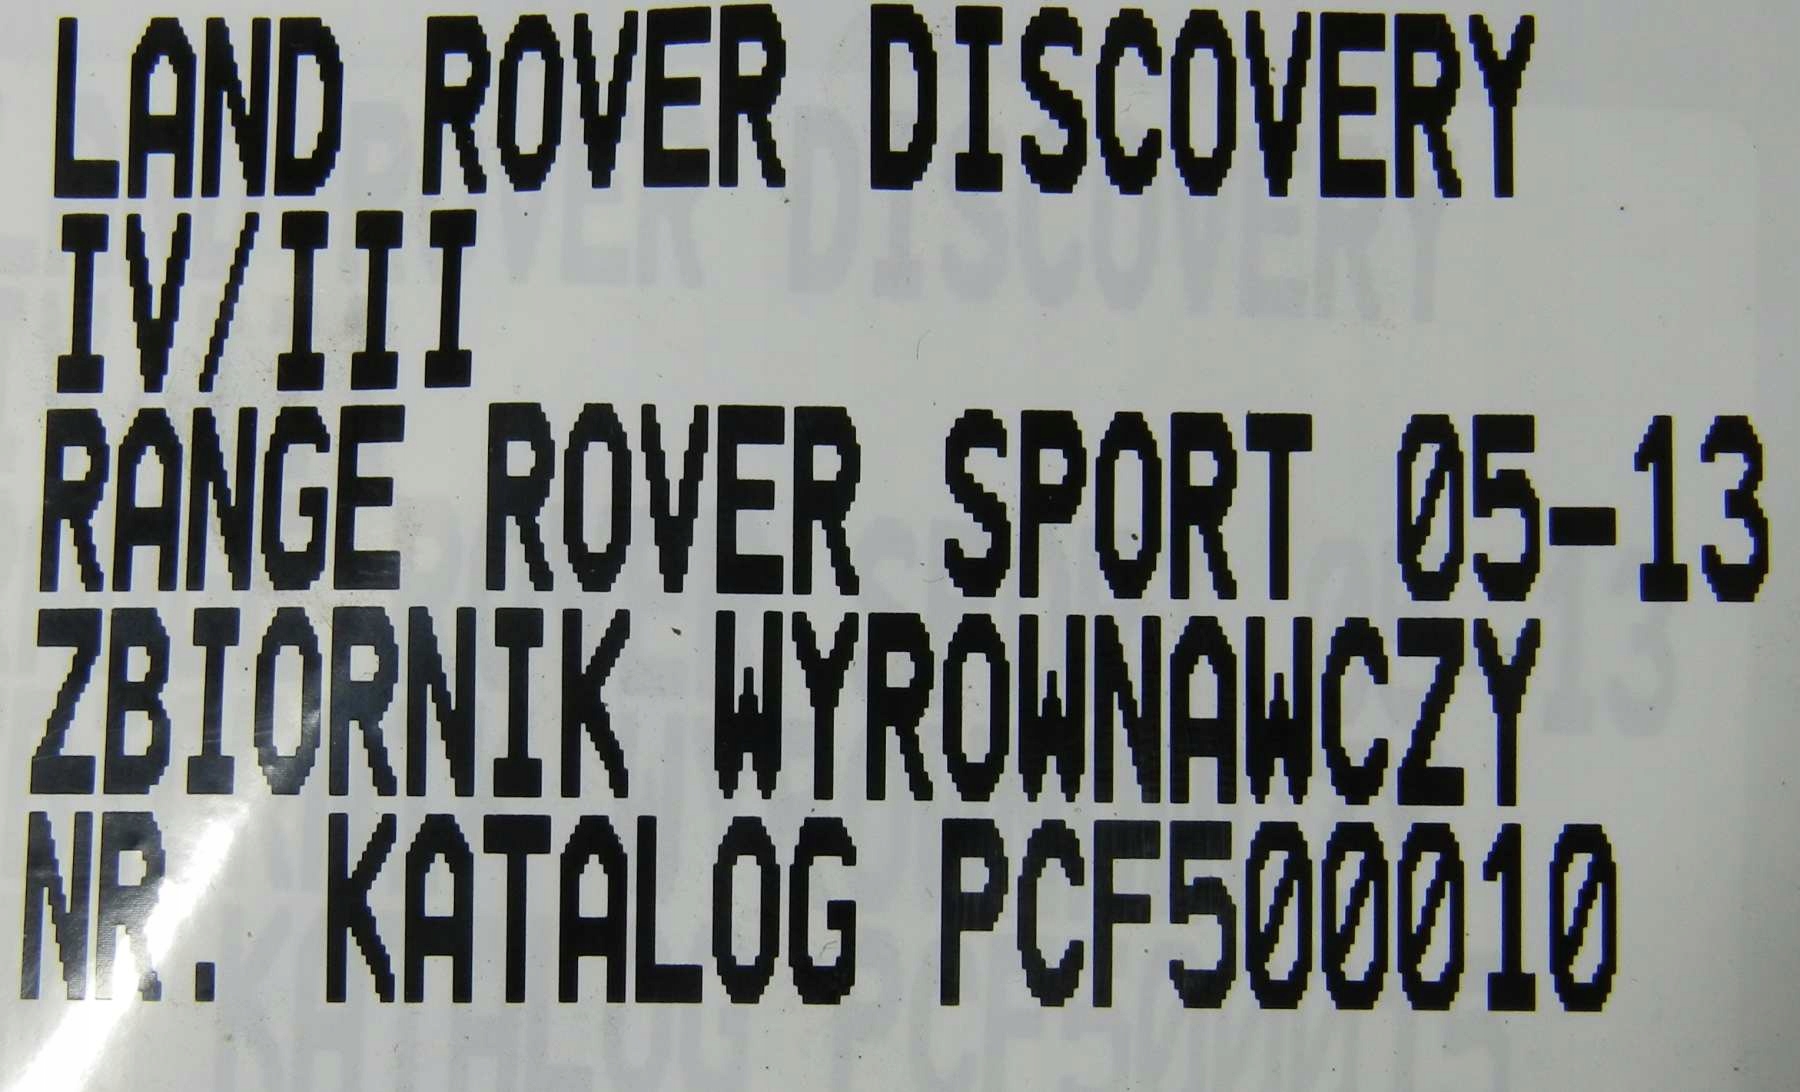 LAND ROVER DISCOVERY
IV/III
RANGE ROVER SPORT 05-13
ZBIORNIK WYROWNAWCZY
NR. KATALOG PCF500010